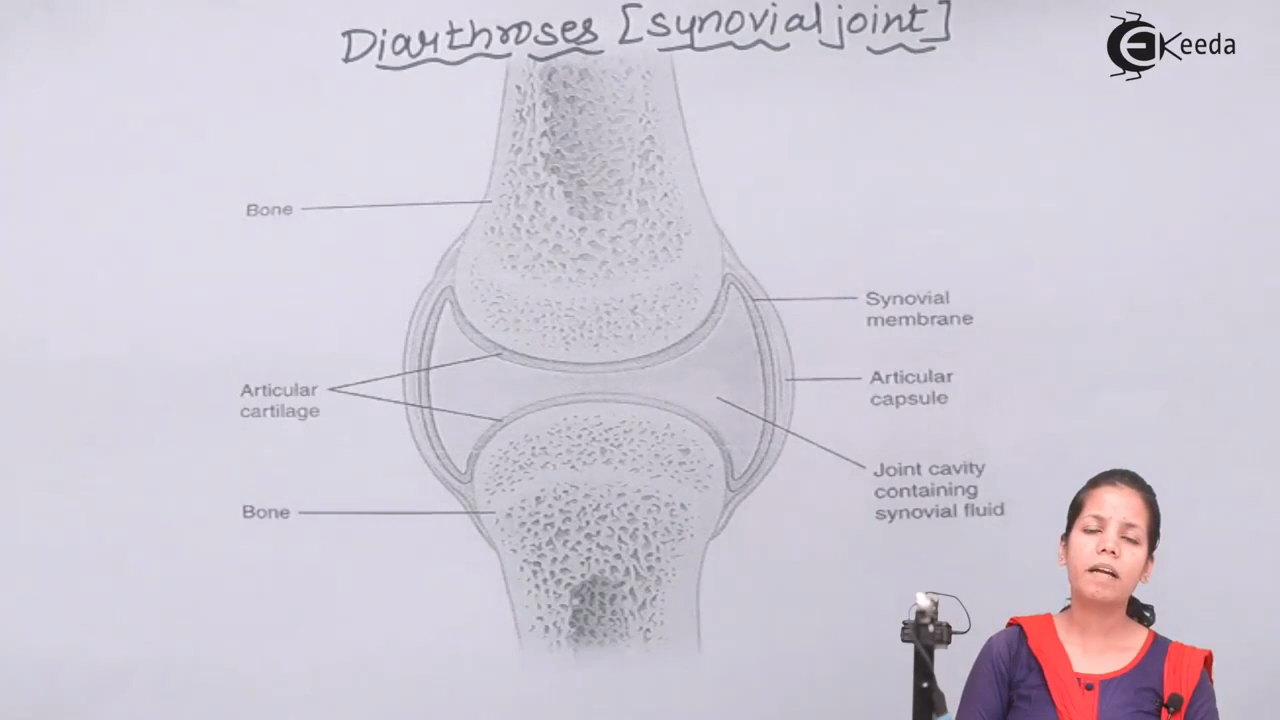 Diarthroses [synovial joint]
Keeda
Bone
Synovial
membrane
Articular
cartilage
Articular
capsule
Joint cavity
containing
synovial fluid
Bone